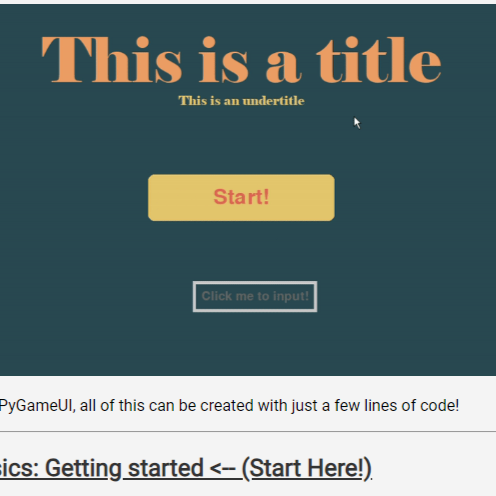 This is a title
This is an undertitle
Start!
Click me to input!
PyGameUI, all of this can be created with just a few lines of code!
sics: Getting started <-- (Start Here!)